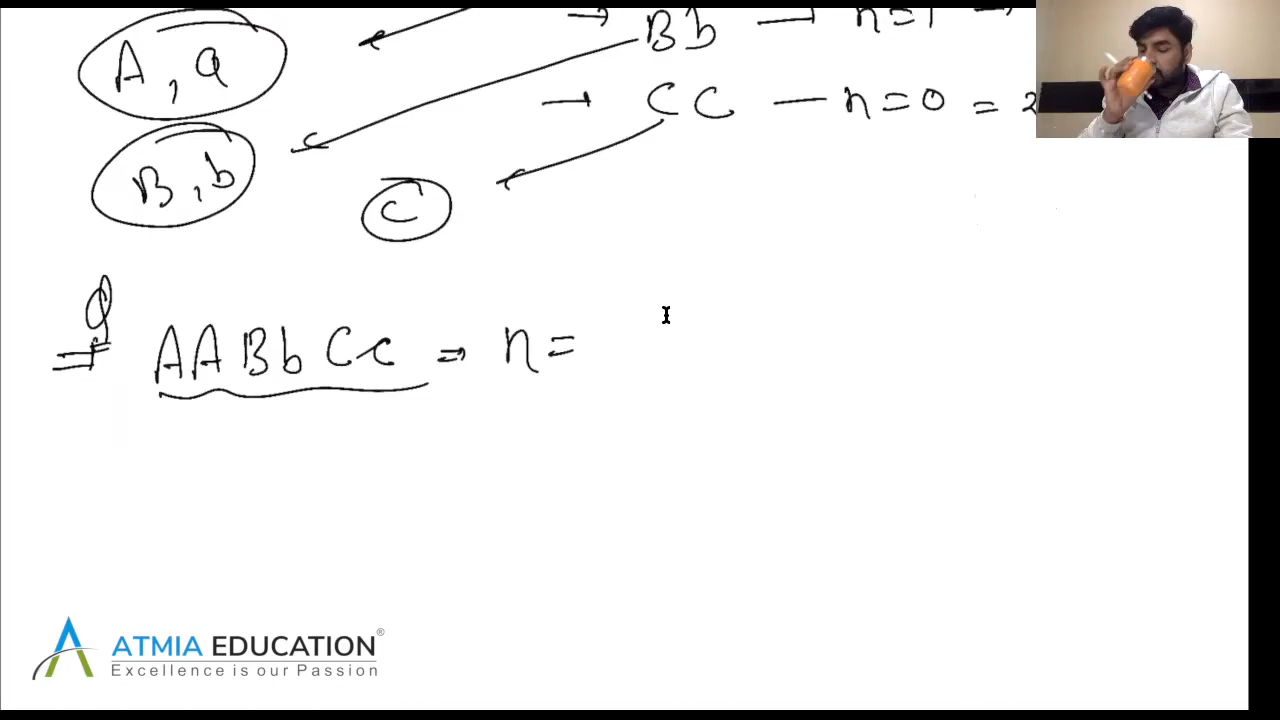 → Bb — n=1 →
A, a
→ CC — n=0 = 2
B, b
C
Q
⇒ AABbCc ⇒ n=
ATMIA EDUCATION®
Excellence is our Passion